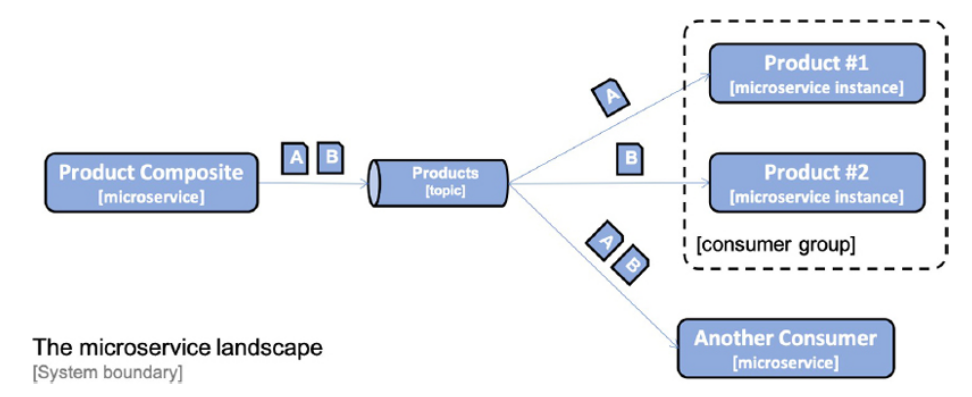 Product #1
[microservice instance]
A
A B
B
Product Composite
[microservice]
Products
[topic]
Product #2
[microservice instance]
[consumer group]
A
B
Another Consumer
[microservice]
The microservice landscape
[System boundary]